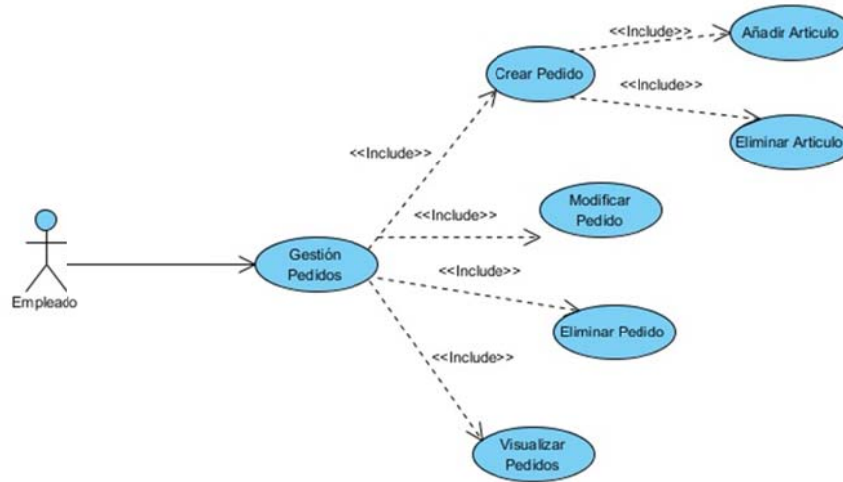 <<Include>>
Añadir Articulo
Crear Pedido
<<Include>>
Eliminar Articulo
<<Include>>
Modificar
Pedido
<<Include>>
Gestión
Pedidos
<<Include>>
Empleado
Eliminar Pedido
<<Include>>
Visualizar
Pedidos